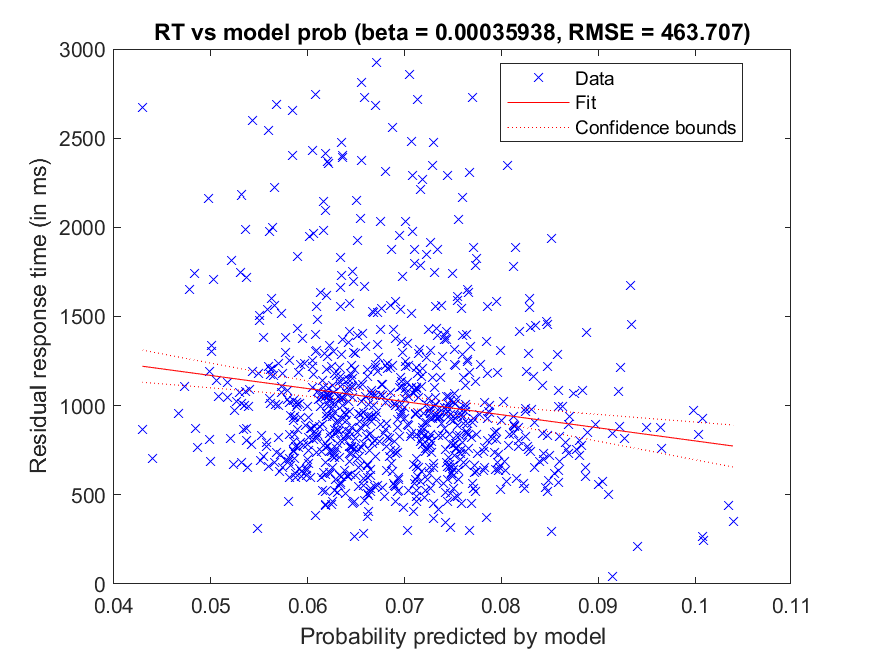 RT vs model prob (beta = 0.00035938, RMSE = 463.707)
3000
2500
2000
1500
1000
500
0
Residual response time (in ms)
Data
Fit
Confidence bounds
0.04 0.05 0.06 0.07 0.08 0.09 0.1 0.11
Probability predicted by model